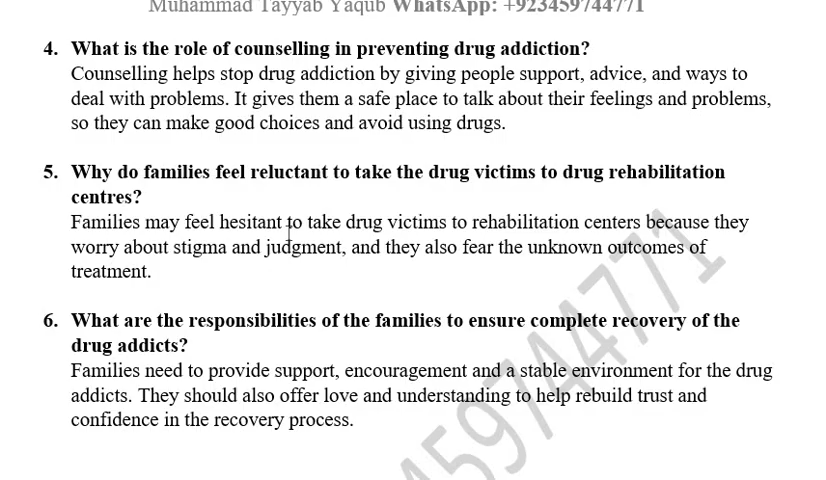 Muhammad Tayyab Yaqub WhatsApp: +923459744771
4. What is the role of counselling in preventing drug addiction?
Counselling helps stop drug addiction by giving people support, advice, and ways to
deal with problems. It gives them a safe place to talk about their feelings and problems,
so they can make good choices and avoid using drugs.
5. Why do families feel reluctant to take the drug victims to drug rehabilitation
centres?
Families may feel hesitant to take drug victims to rehabilitation centers because they
worry about stigma and judgment, and they also fear the unknown outcomes of
treatment.
6. What are the responsibilities of the families to ensure complete recovery of the
drug addicts?
Families need to provide support, encouragement and a stable environment for the drug
addicts. They should also offer love and understanding to help rebuild trust and
confidence in the recovery process.
459744771